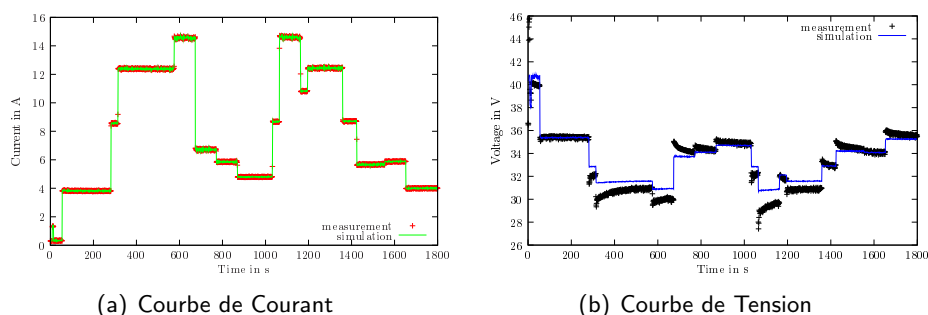 16
14
12
10
8
6
4
2
0
Current in A
measurement
simulation
0 200 400 600 800 1000 1200 1400 1600 1800
Time in s
(a) Courbe de Courant
46
44
42
40
38
36
34
33
31
30
28
26
Voltage in V
measurement
simulation
0 200 400 600 800 1000 1200 1400 1600 1800
Time in s
(b) Courbe de Tension